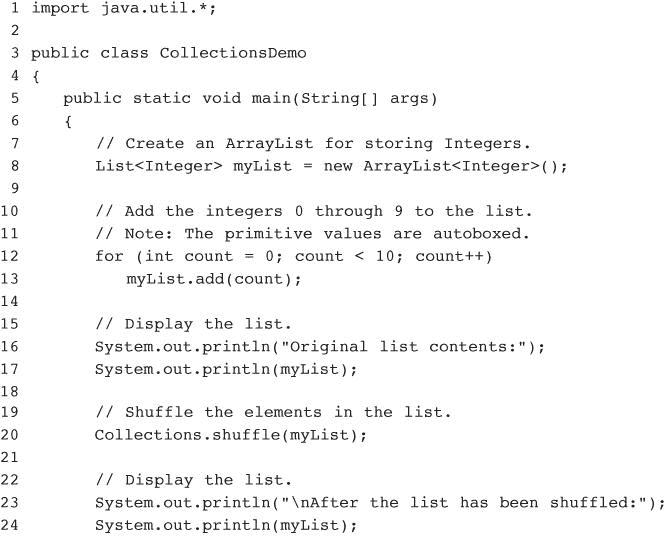 1 import java.util.*;
2
3 public class CollectionsDemo
4 {
5    public static void main(String[] args)
6    {
7       // Create an ArrayList for storing Integers.
8       List<Integer> myList = new ArrayList<Integer>();
9
10       // Add the integers 0 through 9 to the list.
11       // Note: The primitive values are autoboxed.
12       for (int count = 0; count < 10; count++)
13          myList.add(count);
14
15       // Display the list.
16       System.out.println("Original list contents:");
17       System.out.println(myList);
18
19       // Shuffle the elements in the list.
20       Collections.shuffle(myList);
21
22       // Display the list.
23       System.out.println("\nAfter the list has been shuffled:");
24       System.out.println(myList);